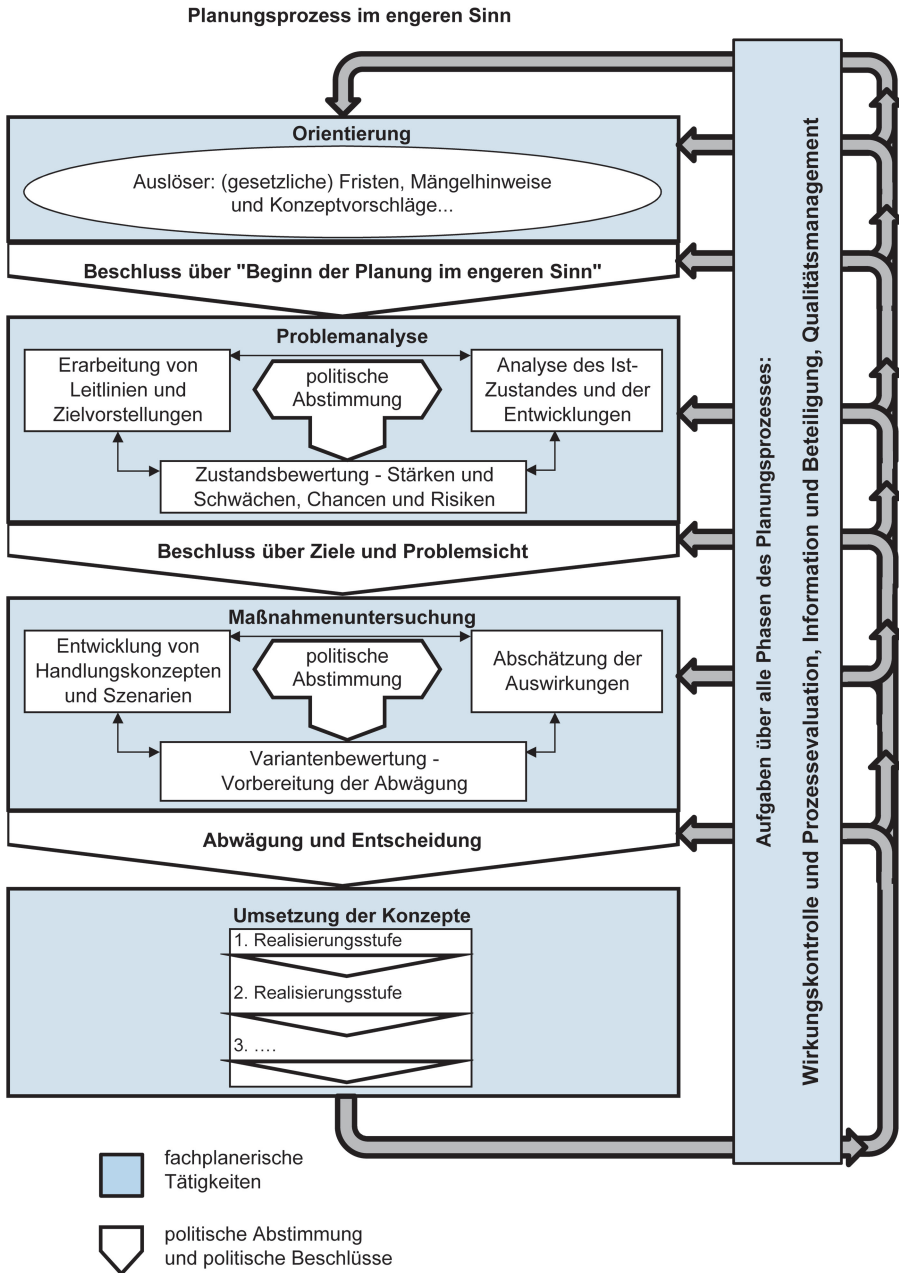 Planungsprozess im engeren Sinn
Orientierung
Auslöser: (gesetzliche) Fristen, Mängelhinweise
und Konzeptvorschläge...
Beschluss über "Beginn der Planung im engeren Sinn"
Problemanalyse
Erarbeitung von
Leitlinien und
Zielvorstellungen
politische
Abstimmung
Analyse des Ist-
Zustandes und der
Entwicklungen
Zustandsbewertung - Stärken und
Schwächen, Chancen und Risiken
Beschluss über Ziele und Problemsicht
Maßnahmenuntersuchung
Entwicklung von
Handlungskonzepten
und Szenarien
politische
Abstimmung
Abschätzung der
Auswirkungen
Variantenbewertung -
Vorbereitung der Abwägung
Abwägung und Entscheidung
Umsetzung der Konzepte
1. Realisierungsstufe
2. Realisierungsstufe
3. ....
Aufgaben über alle Phasen des Planungsprozesses:
Wirkungskontrolle und Prozessevaluation, Information und Beteiligung, Qualitätsmanagement
fachplanerische
Tätigkeiten
politische Abstimmung
und politische Beschlüsse